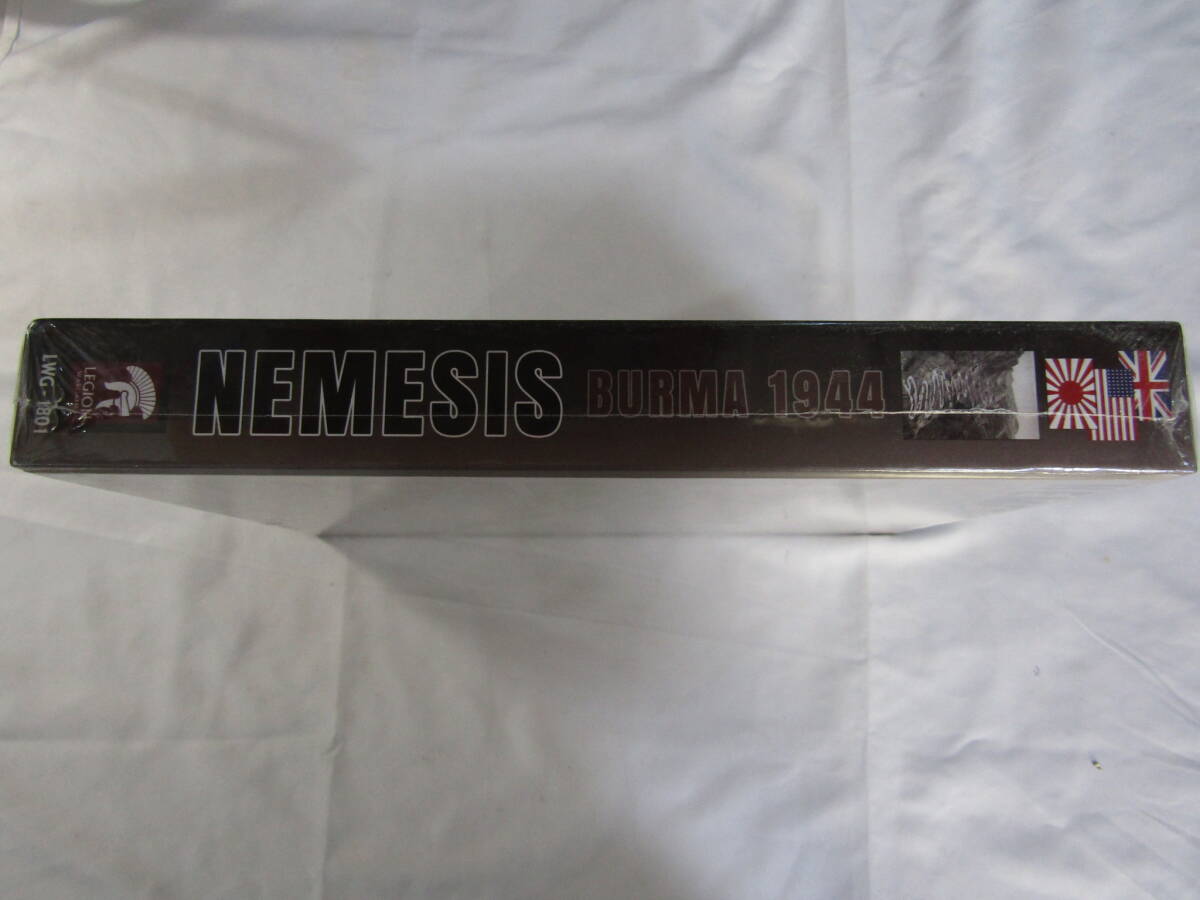 LWG-1801
LEGION
NEMESIS
BURMA 1944